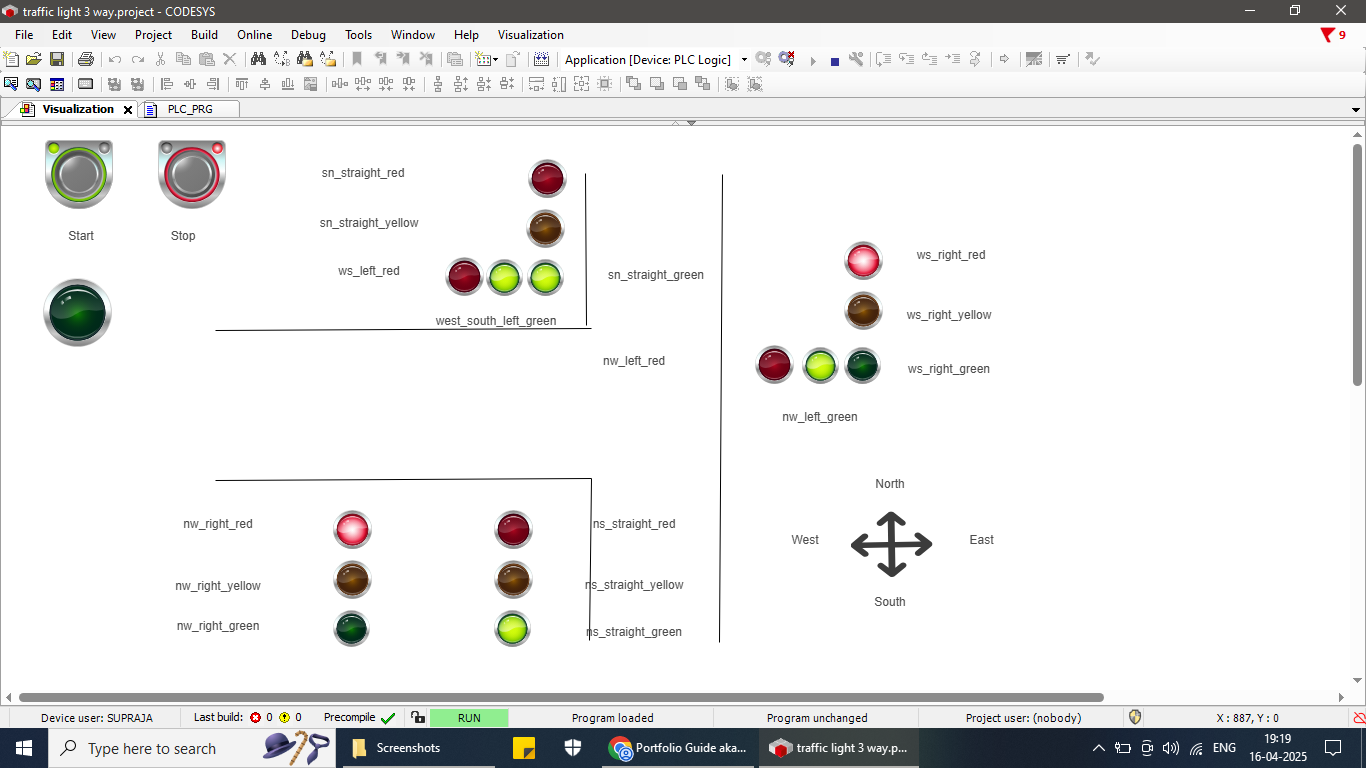 traffic light 3 way.project - CODESYS
File Edit View Project Build Online Debug Tools Window Help Visualization
9
Application [Device: PLC Logic]
Visualization PLC_PRG
sn_straight_red
sn_straight_yellow
Start Stop
ws_right_red
ws_left_red
sn_straight_green
ws_right_yellow
west_south_left_green
nw_left_red
ws_right_green
nw_left_green
North
nw_right_red
ns_straight_red
West East
nw_right_yellow
ns_straight_yellow
South
nw_right_green
ns_straight_green
Device user: SUPRAJA Last build: 0 0 Precompile RUN Program loaded Program unchanged Project user: (nobody) X : 887, Y : 0
Type here to search Screenshots Portfolio Guide aka... traffic light 3 way.p... ENG 19:19
16-04-2025